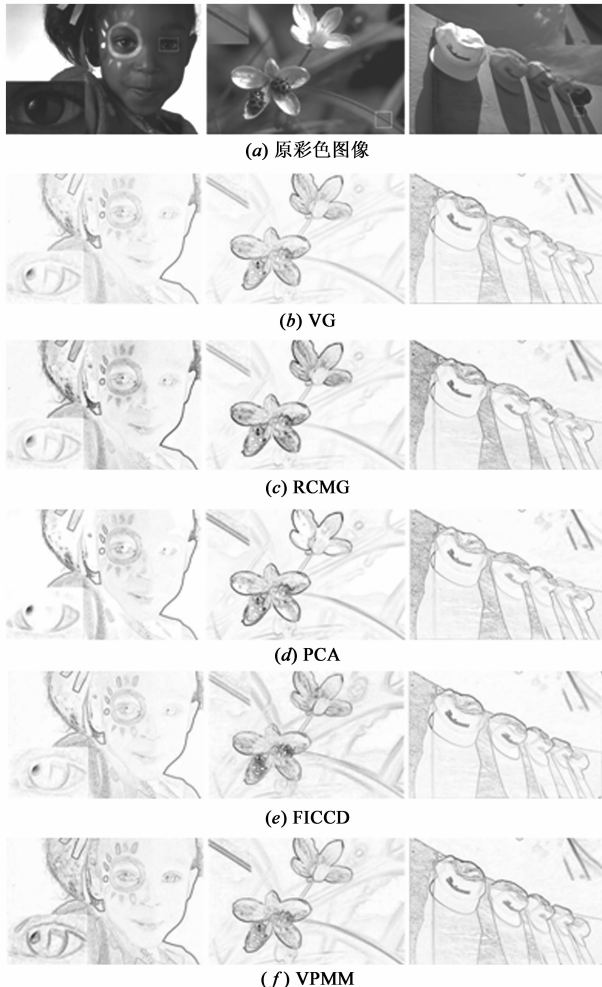 (a) 原彩色图像
(b) VG
(c) RCMG
(d) PCA
(e) FICCD
(f) VPMM